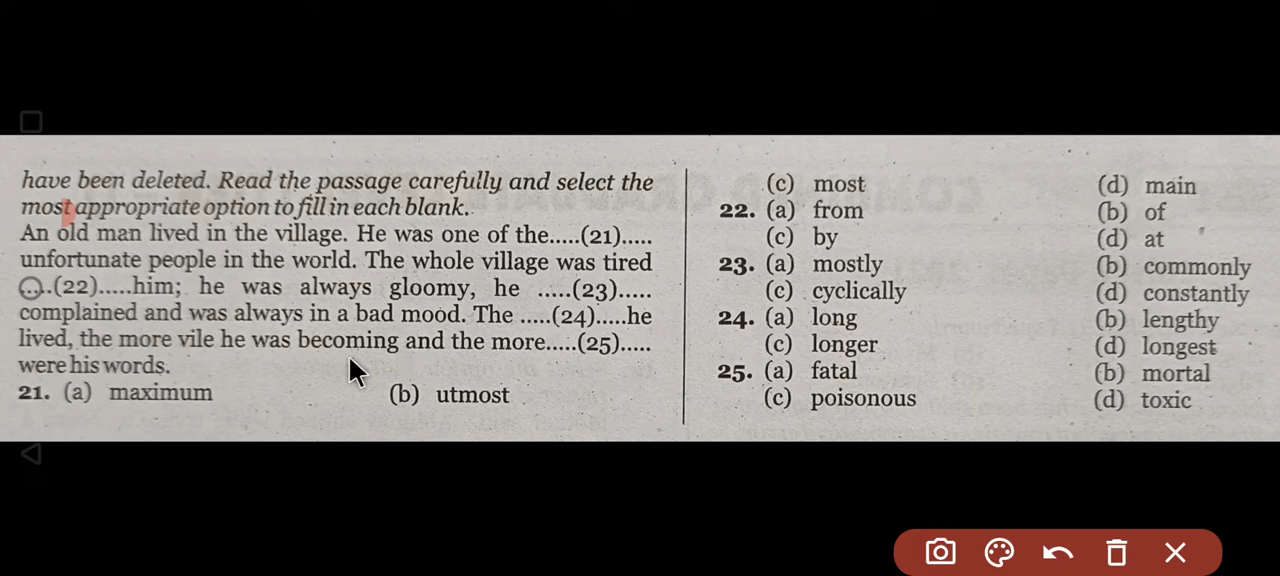 have been deleted. Read the passage carefully and select the
most appropriate option to fill in each blank.
An old man lived in the village. He was one of the.....(21).....
unfortunate people in the world. The whole village was tired
.....(22).....him; he was always gloomy, he .....(23).....
complained and was always in a bad mood. The .....(24).....he
lived, the more vile he was becoming and the more.....(25).....
were his words.
21. (a) maximum (b) utmost
(c) most (d) main
22. (a) from (b) of
(c) by (d) at
23. (a) mostly (b) commonly
(c) cyclically (d) constantly
24. (a) long (b) lengthy
(c) longer (d) longest
25. (a) fatal (b) mortal
(c) poisonous (d) toxic